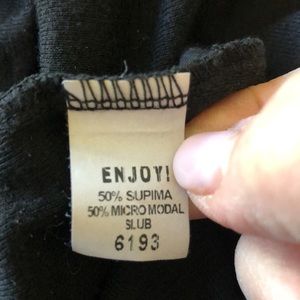 ENJOY!
50% SUPIMA
50% MICRO MODAL
SLUB
6193